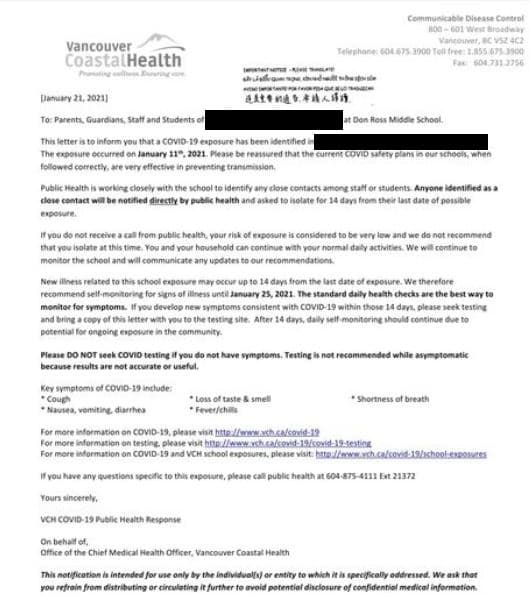 Communicable Disease Control
800 – 601 West Broadway
Vancouver, BC V5Z 4C2
Telephone: 604.675.3900 Toll free: 1.855.675.3900
Fax: 604.731.2756
Vancouver
CoastalHealth
Promoting wellness. Ensuring care.
IMPORTANT NOTICE - PLEASE TRANSLATE!
[January 21, 2021]
To: Parents, Guardians, Staff and Students of at Don Ross Middle School.
This letter is to inform you that a COVID-19 exposure has been identified in
The exposure occurred on January 11th, 2021. Please be reassured that the current COVID safety plans in our schools, when
followed correctly, are very effective in preventing transmission.
Public Health is working closely with the school to identify any close contacts among staff or students. Anyone identified as a
close contact will be notified directly by public health and asked to isolate for 14 days from their last date of possible
exposure.
If you do not receive a call from public health, your risk of exposure is considered to be very low and we do not recommend
that you isolate at this time. You and your household can continue with your normal daily activities. We will continue to
monitor the school and will communicate any updates to our recommendations.
New illness related to this school exposure may occur up to 14 days from the last date of exposure. We therefore
recommend self-monitoring for signs of illness until January 25, 2021. The standard daily health checks are the best way to
monitor for symptoms. If you develop new symptoms consistent with COVID-19 within those 14 days, please seek testing
and bring a copy of this letter with you to the testing site. After 14 days, daily self-monitoring should continue due to
potential for ongoing exposure in the community.
Please DO NOT seek COVID testing if you do not have symptoms. Testing is not recommended while asymptomatic
because results are not accurate or useful.
Key symptoms of COVID-19 include:
* Cough * Loss of taste & smell * Shortness of breath
* Nausea, vomiting, diarrhea * Fever/chills
For more information on COVID-19, please visit http://www.vch.ca/covid-19
For more information on testing, please visit http://www.vch.ca/covid-19/covid-19-testing
For more information on COVID-19 and VCH school exposures, please visit: http://www.vch.ca/covid-19/school-exposures
If you have any questions specific to this exposure, please call public health at 604-875-4111 Ext 21372
Yours sincerely,
VCH COVID-19 Public Health Response
On behalf of,
Office of the Chief Medical Health Officer, Vancouver Coastal Health
This notification is intended for use only by the individual(s) or entity to which it is specifically addressed. We ask that
you refrain from distributing or circulating it further to avoid potential disclosure of confidential medical information.